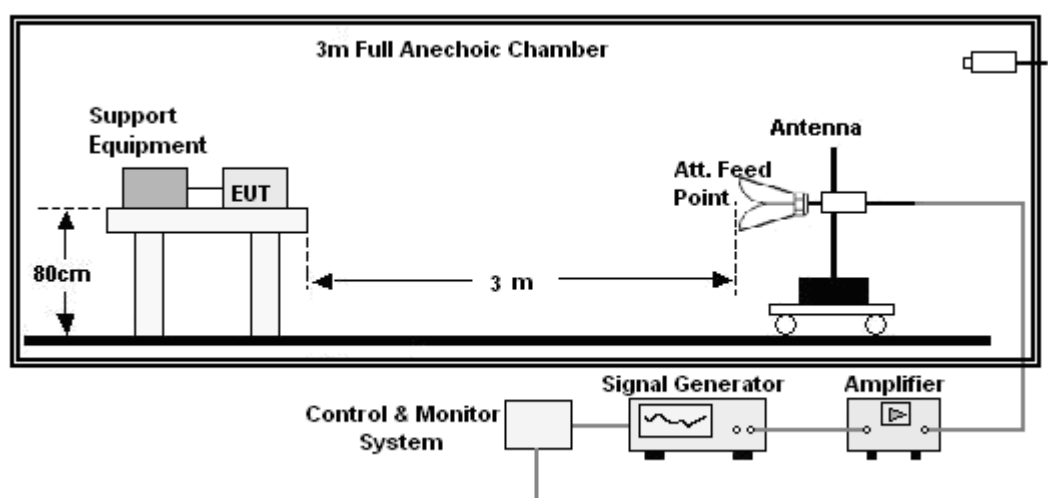 3m Full Anechoic Chamber
Support
Equipment
EUT
Antenna
Att. Feed
Point
80cm
3 m
Signal Generator
Amplifier
Control & Monitor
System